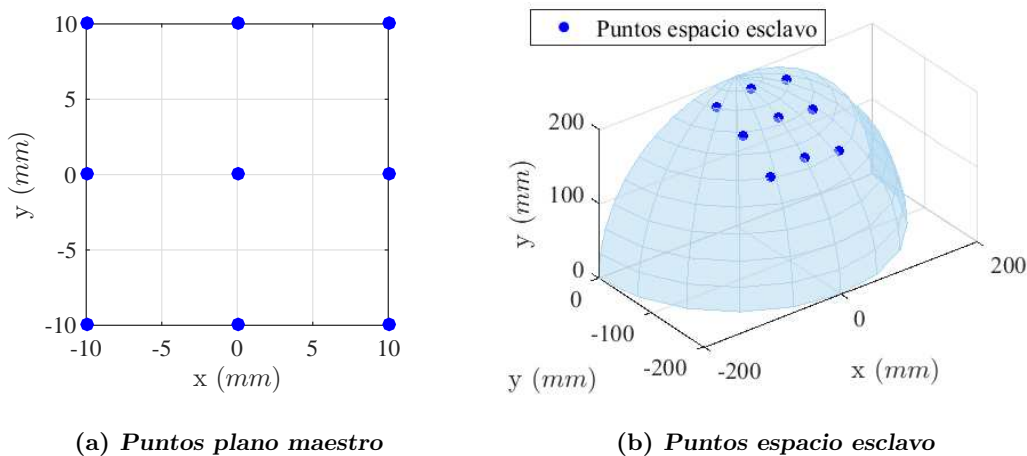 10
5
0
-5
-10
y (mm)
-10 -5 0 5 10
x (mm)
Puntos espacio esclavo
200
100
0
y (mm)
0
-100
-200
y (mm)
-200
0
200
x (mm)
(a) Puntos plano maestro
(b) Puntos espacio esclavo